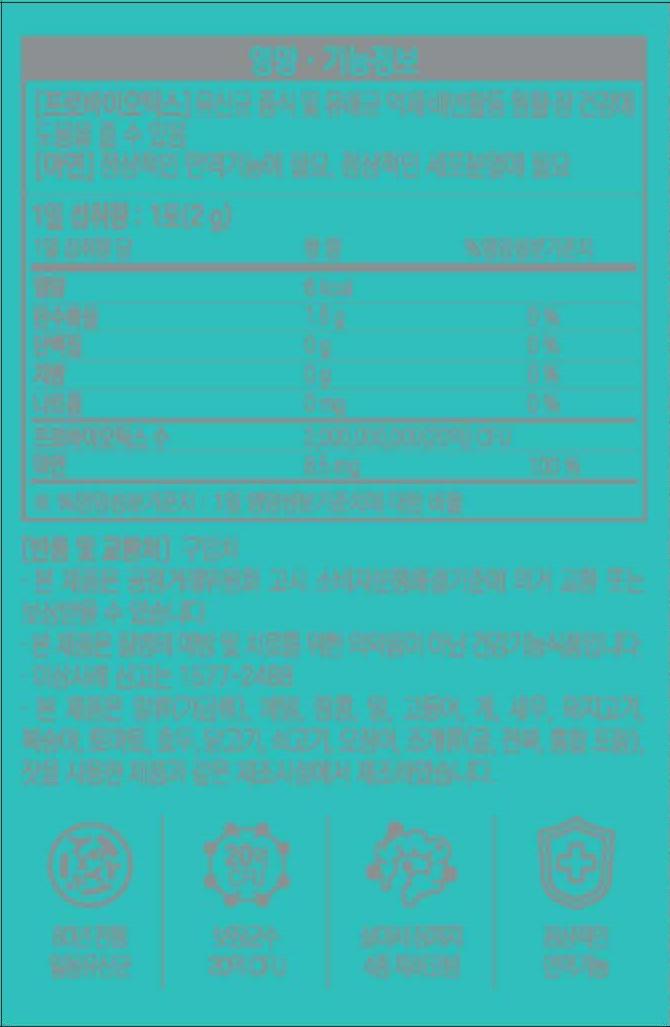 영양·기능정보
[프로바이오틱스] 유산균 증식 및 유해균 억제·배변활동 원활·장 건강에
도움을 줄 수 있음
[아연] 정상적인 면역기능에 필요, 정상적인 세포분열에 필요
1일 섭취량 : 1포(2 g)
1일 섭취량 당 함 량 %영양성분기준치
열량 6 kcal
탄수화물 1.5 g 0 %
단백질 0 g 0 %
지방 0 g 0 %
나트륨 0 mg 0 %
프로바이오틱스 수 2,000,000,000(20억) CFU
아연 8.5 mg 100 %
※ %영양성분기준치 : 1일 영양성분기준치에 대한 비율
[반품 및 교환처] 구입처
· 본 제품은 공정거래위원회 고시 소비자분쟁해결기준에 의거 교환 또는
보상받을 수 있습니다.
· 본 제품은 질병의 예방 및 치료를 위한 의약품이 아닌 건강기능식품입니다.
· 이상사례 신고는 1577-2488
· 본 제품은 알류(가금류), 메밀, 땅콩, 밀, 고등어, 게, 새우, 돼지고기,
복숭아, 토마토, 호두, 닭고기, 쇠고기, 오징어, 조개류(굴, 전복, 홍합 포함),
잣을 사용한 제품과 같은 제조시설에서 제조하였습니다.
20억
CFU
60년 전통
일동유산균
보장균수
20억 CFU
4중 특허코팅
정상적인
면역기능